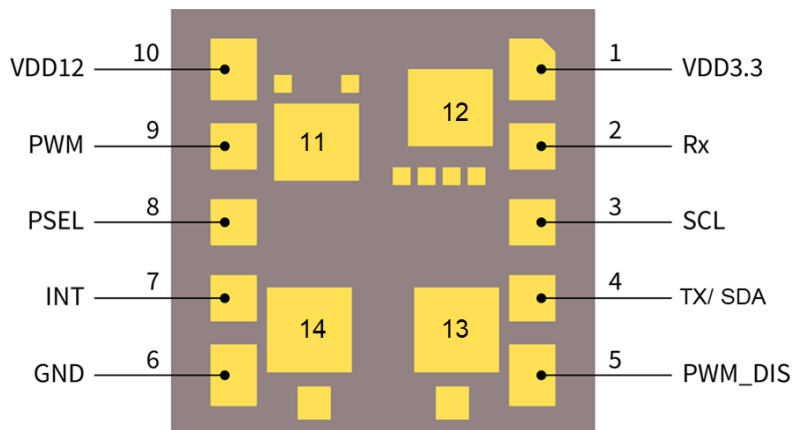 VDD12 10 1 VDD3.3
12
11
PWM 9 2 Rx
PSEL 8 3 SCL
INT 7 4 TX/ SDA
14 13
GND 6 5 PWM_DIS